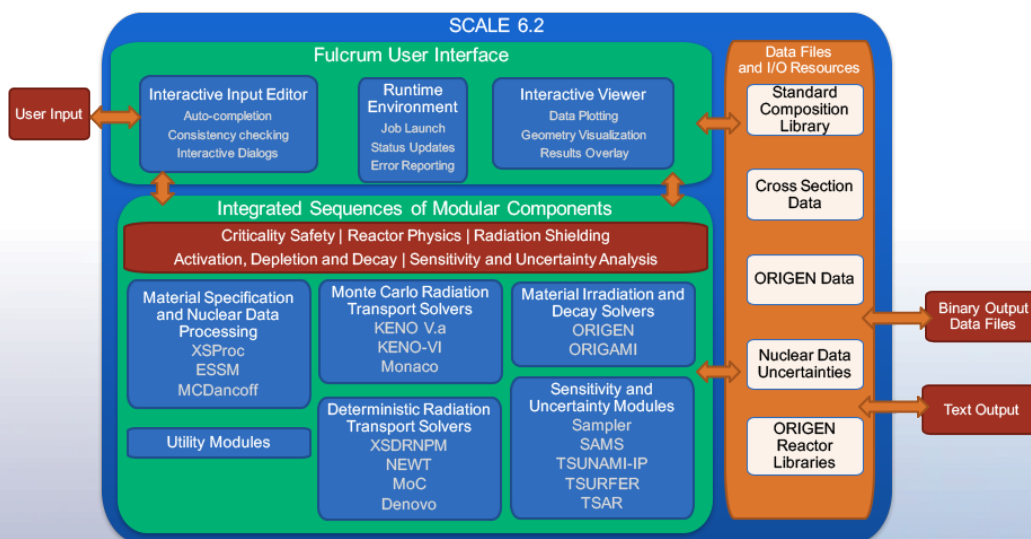 SCALE 6.2
Fulcrum User Interface
User Input
Interactive Input Editor
Auto-completion
Consistency checking
Interactive Dialogs
Runtime
Environment
Job Launch
Status Updates
Error Reporting
Interactive Viewer
Data Plotting
Geometry Visualization
Results Overlay
Integrated Sequences of Modular Components
Criticality Safety | Reactor Physics | Radiation Shielding
Activation, Depletion and Decay | Sensitivity and Uncertainty Analysis
Material Specification
and Nuclear Data
Processing
XSProc
ESSM
MCDancoff
Utility Modules
Monte Carlo Radiation
Transport Solvers
KENO V.a
KENO-VI
Monaco
Deterministic Radiation
Transport Solvers
XSDRNPM
NEWT
MoC
Denovo
Material Irradiation and
Decay Solvers
ORIGEN
ORIGAMI
Sensitivity and
Uncertainty Modules
Sampler
SAMS
TSUNAMI-IP
TSURFER
TSAR
Data Files
and I/O Resources
Standard
Composition
Library
Cross Section
Data
ORIGEN Data
Nuclear Data
Uncertainties
ORIGEN
Reactor
Libraries
Binary Output
Data Files
Text Output